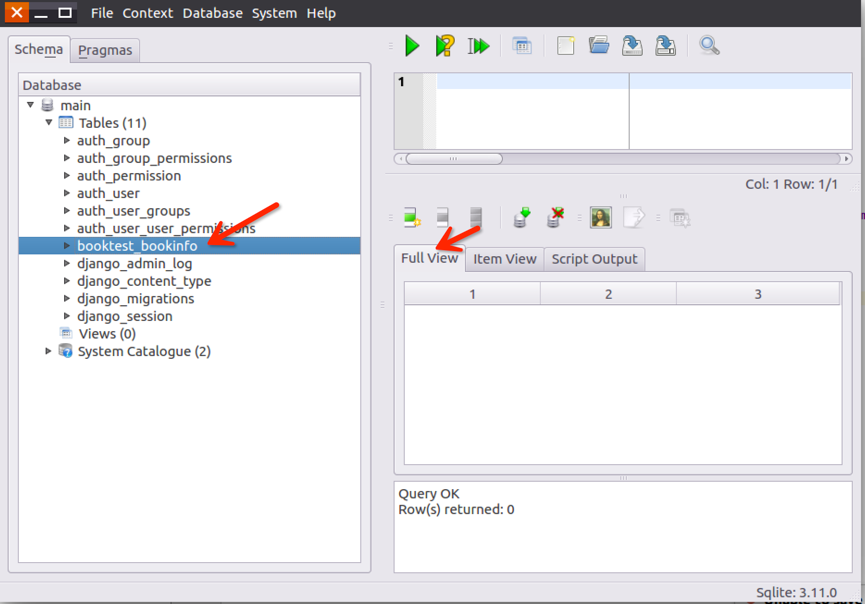 File Context Database System Help
Schema Pragmas
Database
main
Tables (11)
auth_group
auth_group_permissions
auth_permission
auth_user
auth_user_groups
auth_user_user_permissions
booktest_bookinfo
django_admin_log
django_content_type
django_migrations
django_session
Views (0)
System Catalogue (2)
1
Col: 1 Row: 1/1
Full View Item View Script Output
1 2 3
Query OK
Row(s) returned: 0
Sqlite: 3.11.0